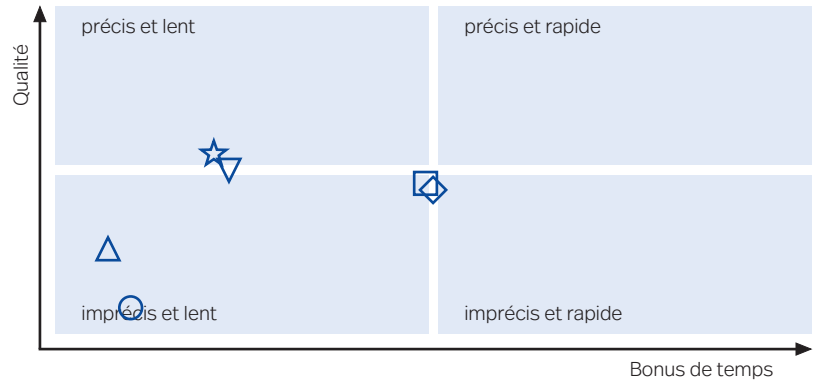 précis et lent
précis et rapide
Qualité
imprécis et lent
imprécis et rapide
Bonus de temps